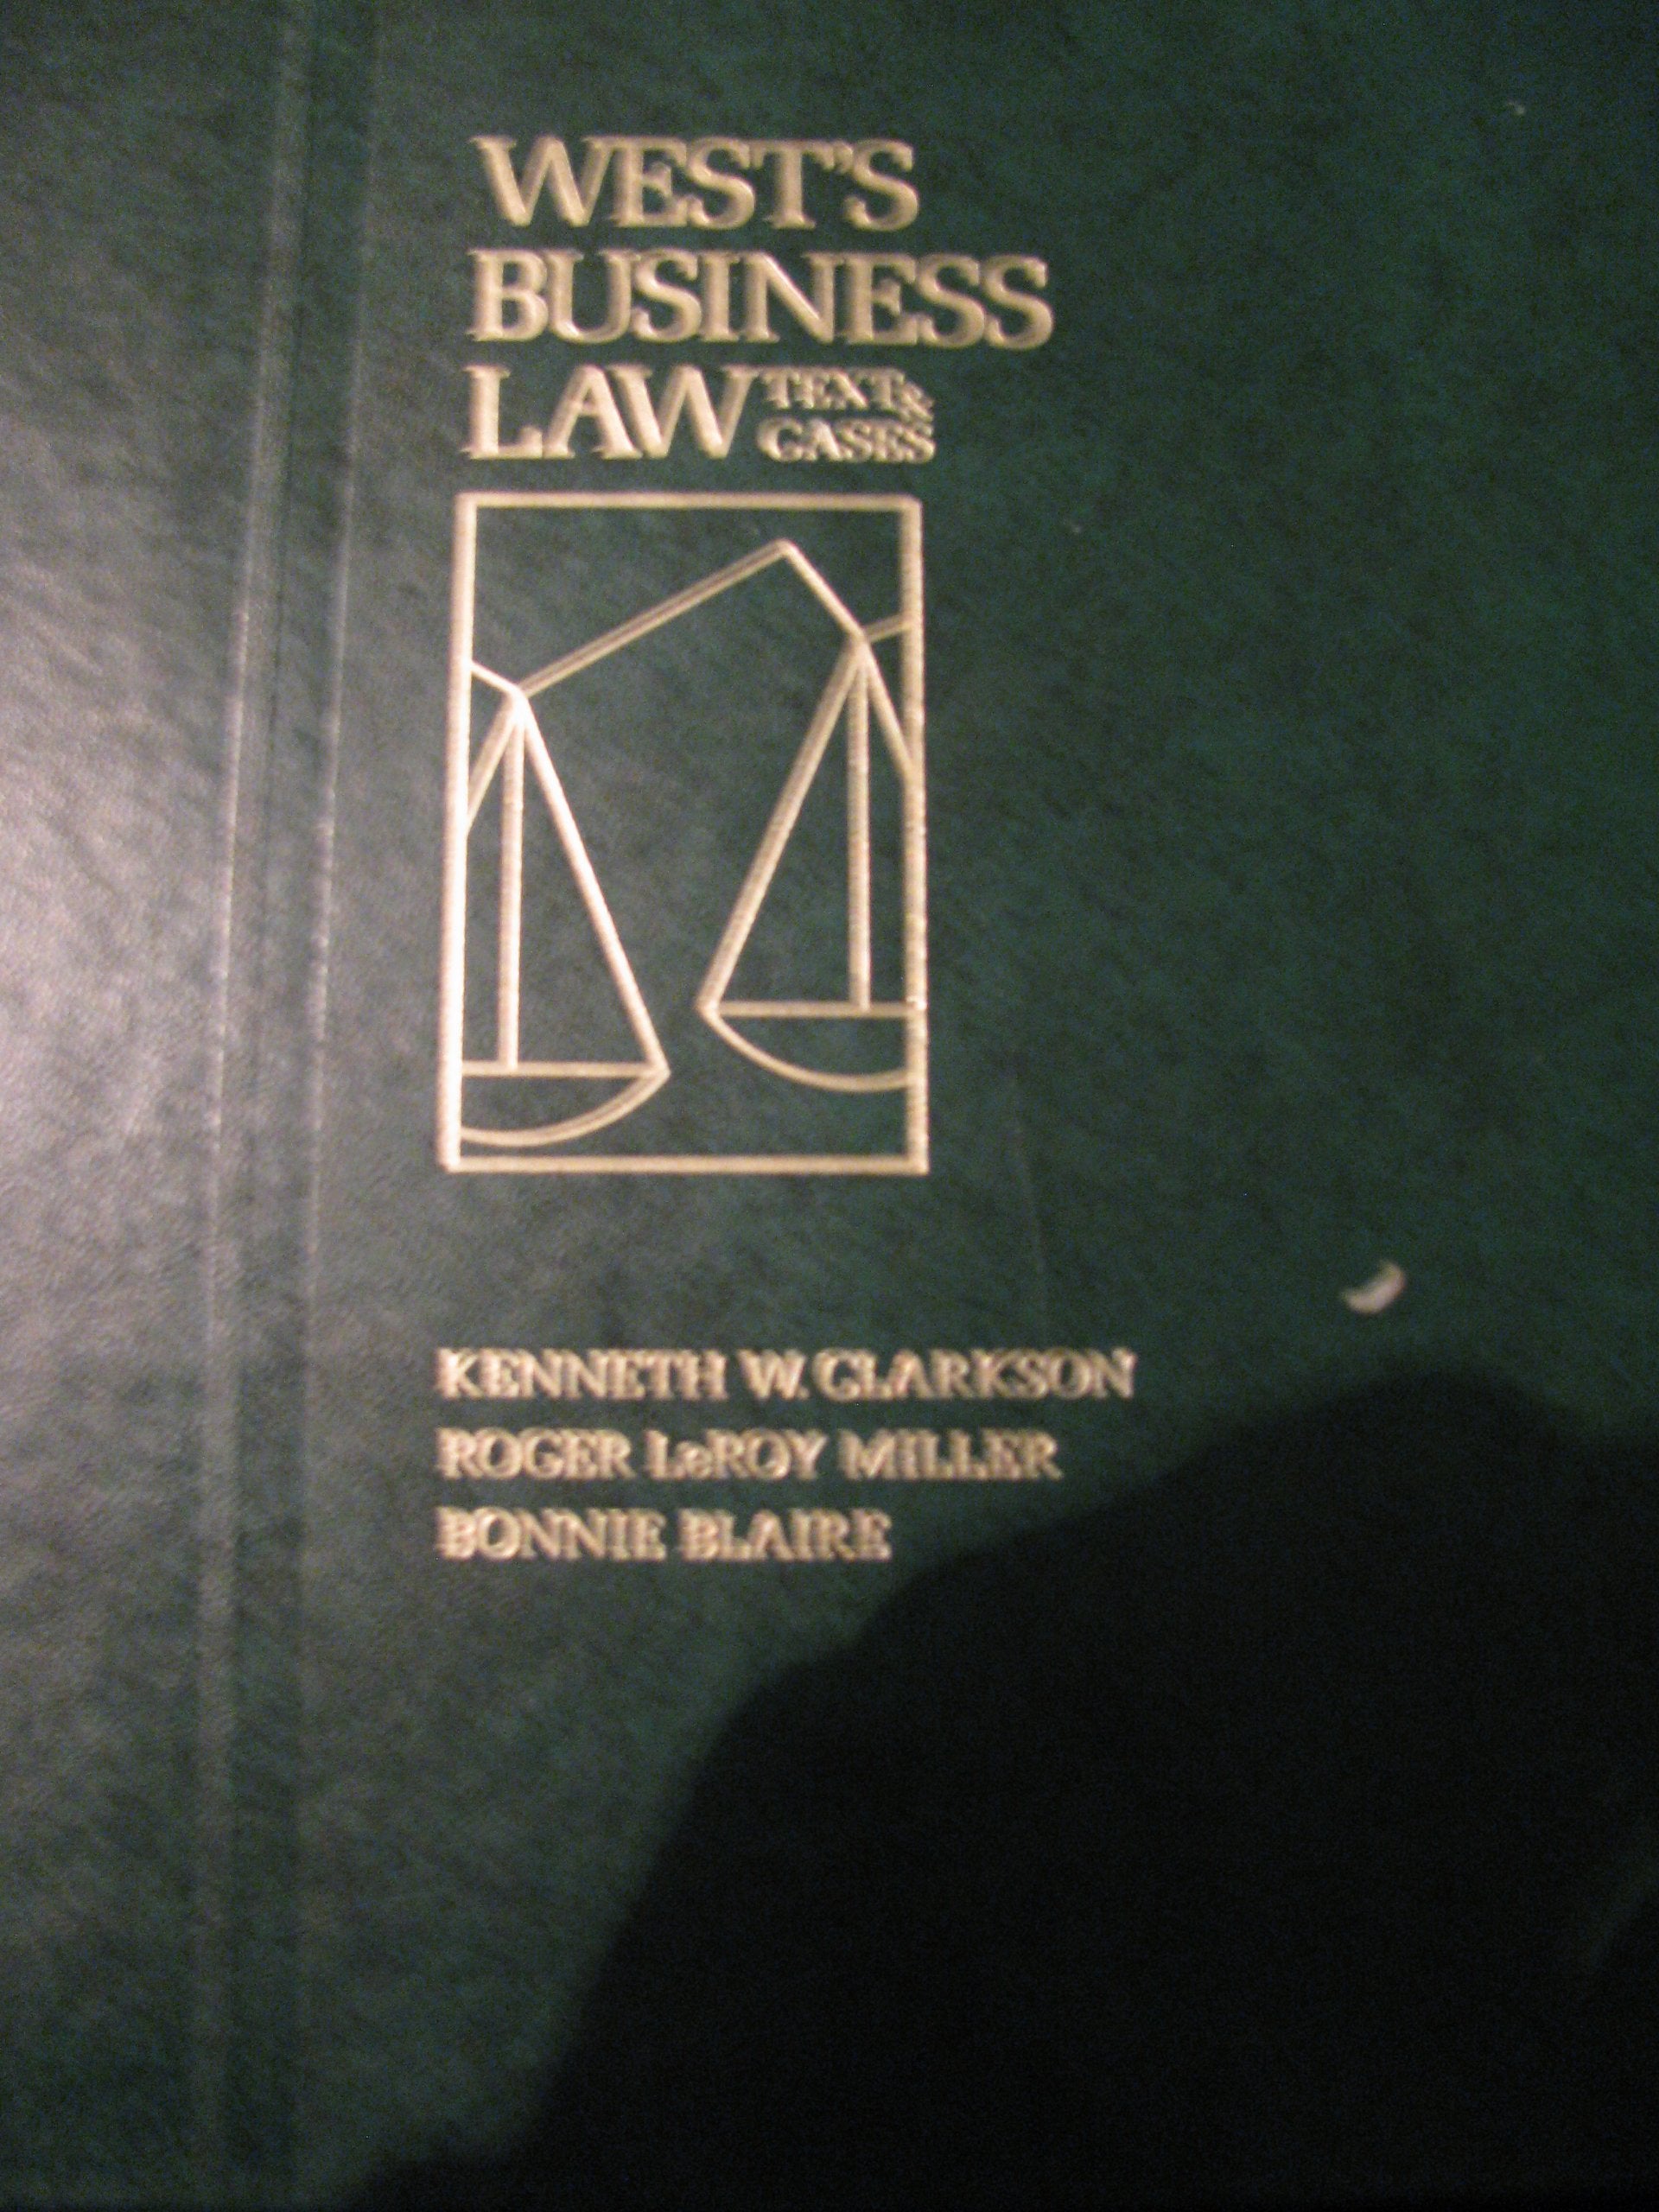 WEST'S
BUSINESS
LAW TEXT &
CASES
KENNETH W. CLARKSON
ROGER LeROY MILLER
BONNIE BLAIRE